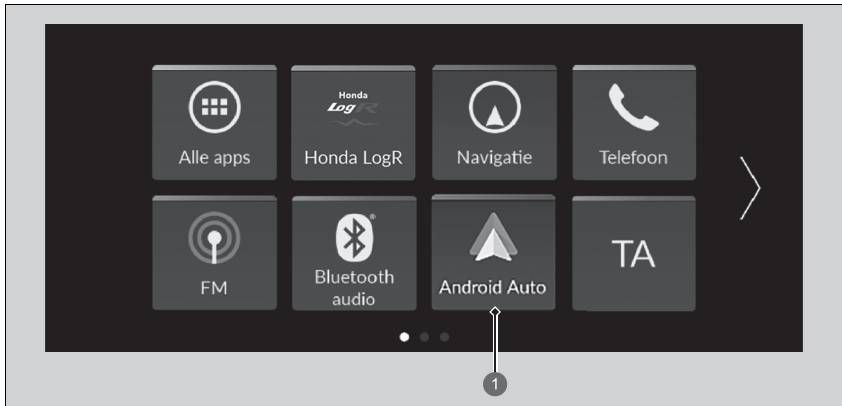 Honda
LogR
Alle apps
Honda LogR
Navigatie
Telefoon
FM
Bluetooth®
audio
Android Auto
TA
1